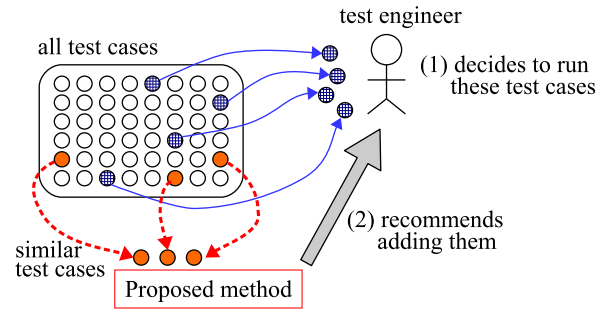 test engineer
all test cases
(1) decides to run
these test cases
(2) recommends
adding them
similar
test cases
Proposed method